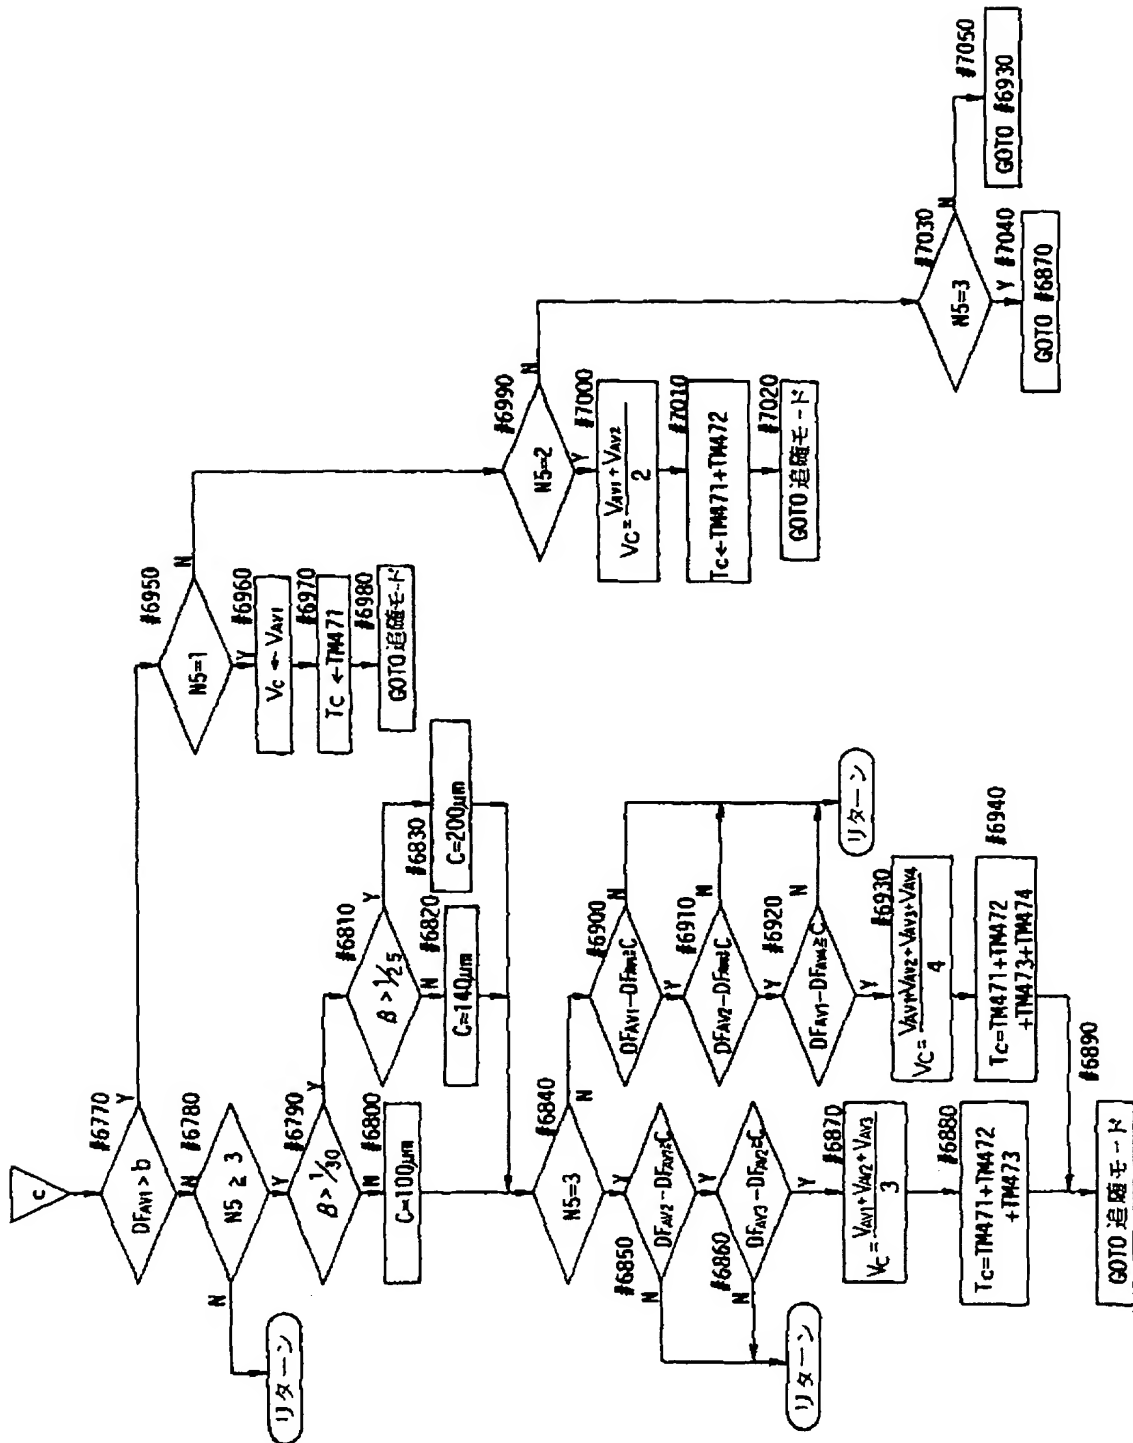 c
#6770
DFAV1>b
Y
N
#6780
N5 ≥ 3
N
リターン
Y
#6790
β > 1/30
Y
N
#6800
C=100μm
#6810
β > 1/25
Y
N
#6820
C=140μm
#6830
C=200μm
#6840
N5=3
N
Y
#6850
N
Y
#6860
DFAV3-DFAV2≧C
N
Y
リターン
#6870
VC= VAV1+VAV2+VAV3
3
#6880
TC=TM471+TM472
+TM473
#6890
GOTO 追随モード
#6900
N
Y
#6910
N
Y
#6920
DFAV1-DFAV4≧C
N
Y
リターン
#6930
VC= VAV1+VAV2+VAV3+VAV4
4
#6940
TC=TM471+TM472
+TM473+TM474
#6950
N5=1
N
Y
#6960
VC ← VAV1
#6970
TC ←TM471
#6980
GOTO 追随モード
#6990
N5=2
N
Y
#7000
VC= VAV1+VAV2
2
#7010
TC←TM471+TM472
#7020
GOTO 追随モード
#7030
N5=3
N
Y
#7040
GOTO #6870
#7050
GOTO #6930